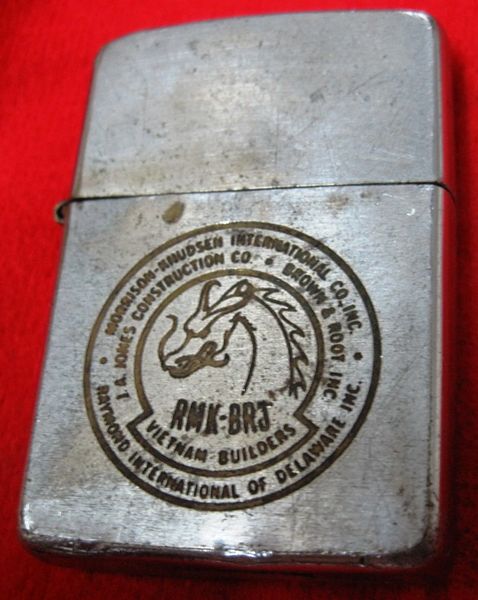 MORRISON-KNUDSEN INTERNATIONAL CO., INC.
RAYMOND INTERNATIONAL OF DELAWARE INC.
J. A. JONES CONSTRUCTION CO. • BROWN & ROOT INC.
RMK-BRJ
VIETNAM BUILDERS